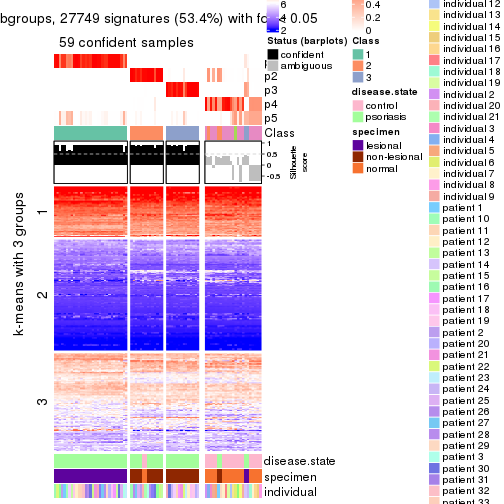 bgroups, 27749 signatures (53.4%) with fdr < 0.05
59 confident samples
p2
p3
p4
p5
Class
1
0.5
0
-0.5
Silhouette
score
k-means with 3 groups
1
2
3
disease.state
specimen
individual
6
4
2
Status (barplots)
confident
ambiguous
0.4
0.2
0
Class
1
2
3
disease.state
control
psoriasis
specimen
lesional
non-lesional
normal
individual 12
individual 13
individual 14
individual 15
individual 16
individual 17
individual 18
individual 19
individual 2
individual 20
individual 21
individual 3
individual 4
individual 5
individual 6
individual 7
individual 8
individual 9
patient 1
patient 10
patient 11
patient 12
patient 13
patient 14
patient 15
patient 16
patient 17
patient 18
patient 19
patient 2
patient 20
patient 21
patient 22
patient 23
patient 24
patient 25
patient 26
patient 27
patient 28
patient 29
patient 3
patient 30
patient 31
patient 32
patient 33